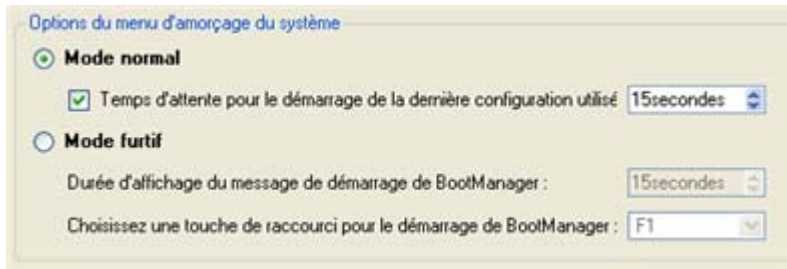 Options du menu d'amorçage du système
Mode normal
Temps d'attente pour le démarrage de la dernière configuration utilisé 15secondes
Mode furtif
Durée d'affichage du message de démarrage de BootManager : 15secondes
Choisissez une touche de raccourci pour le démarrage de BootManager : F1